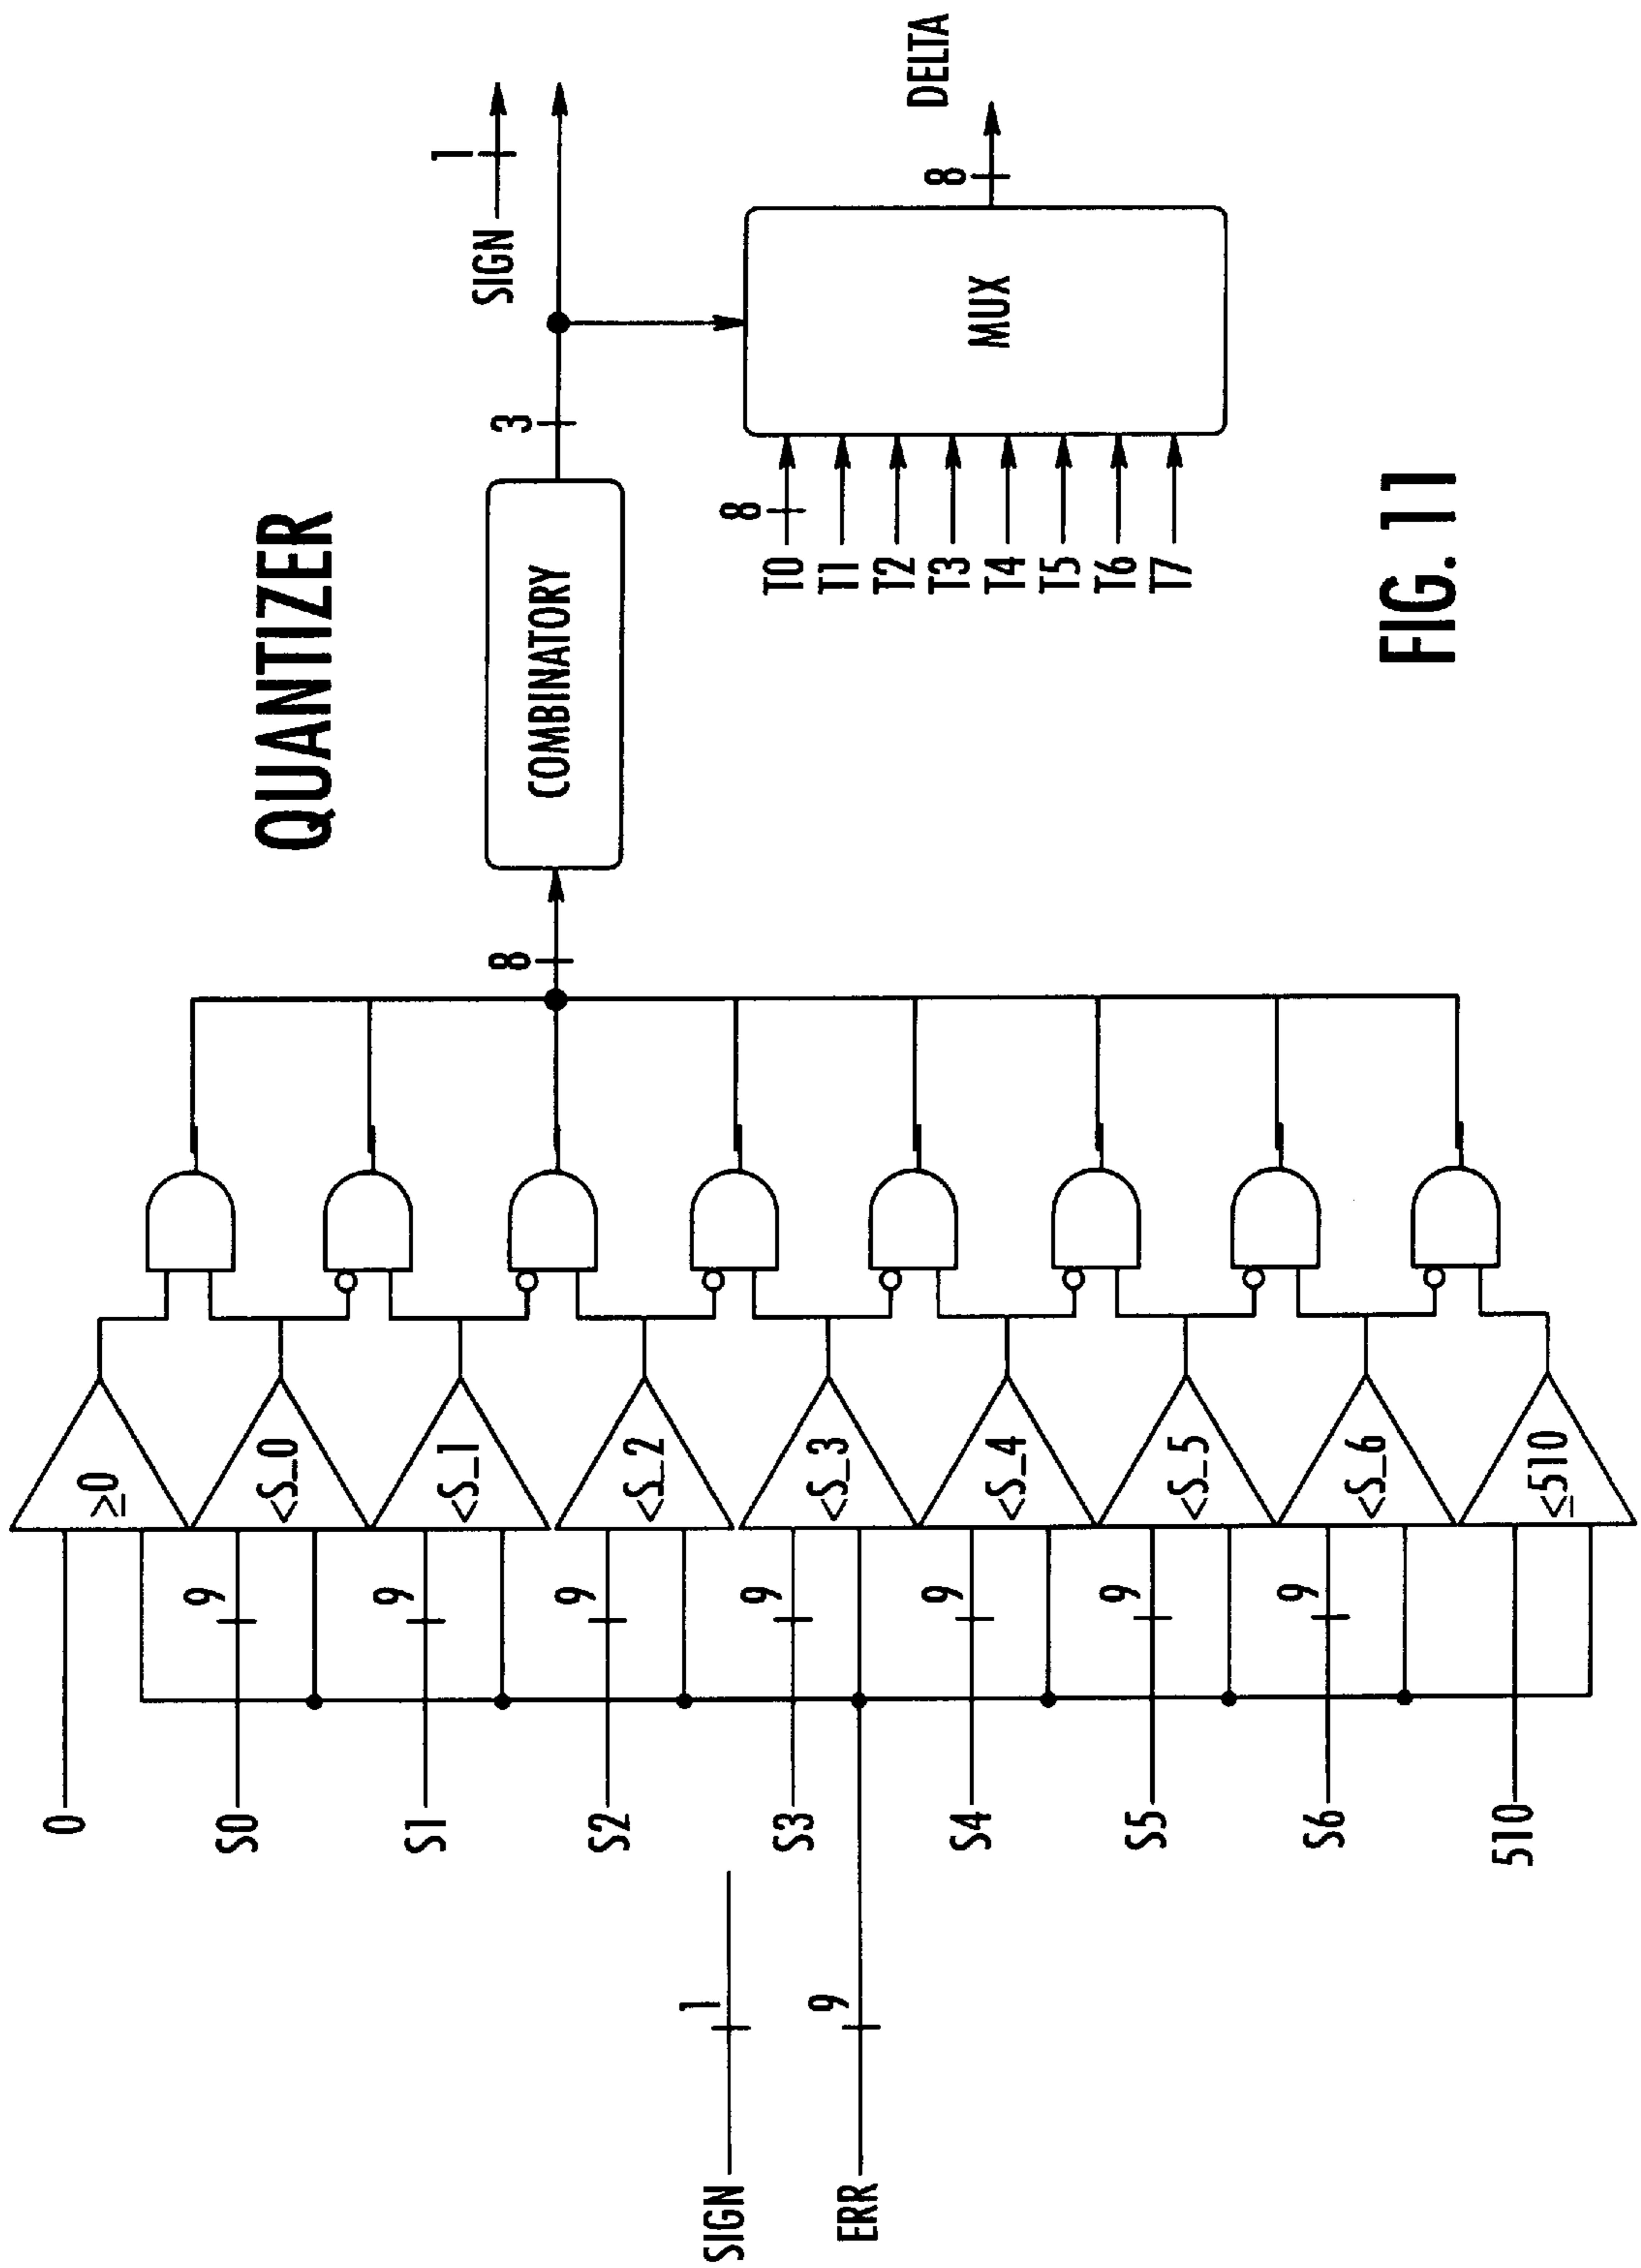 QUANTIZER
0
S0
9
S1
9
S2
9
S3
9
S4
9
S5
9
S6
9
510
SIGN
1
ERR
9
≥0
<S_0
<S_1
<S_2
<S_3
<S_4
<S_5
<S_6
≤510
8
COMBINATORY
3
SIGN
1
T0
8
T1
T2
T3
T4
T5
T6
T7
MUX
8
DELTA
FIG. 11